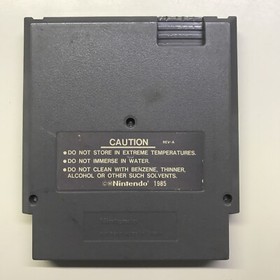 CAUTION REV-A
● DO NOT STORE IN EXTREME TEMPERATURES.
● DO NOT IMMERSE IN WATER.
● DO NOT CLEAN WITH BENZENE, THINNER,
ALCOHOL OR OTHER SUCH SOLVENTS.
©®Nintendo 1985